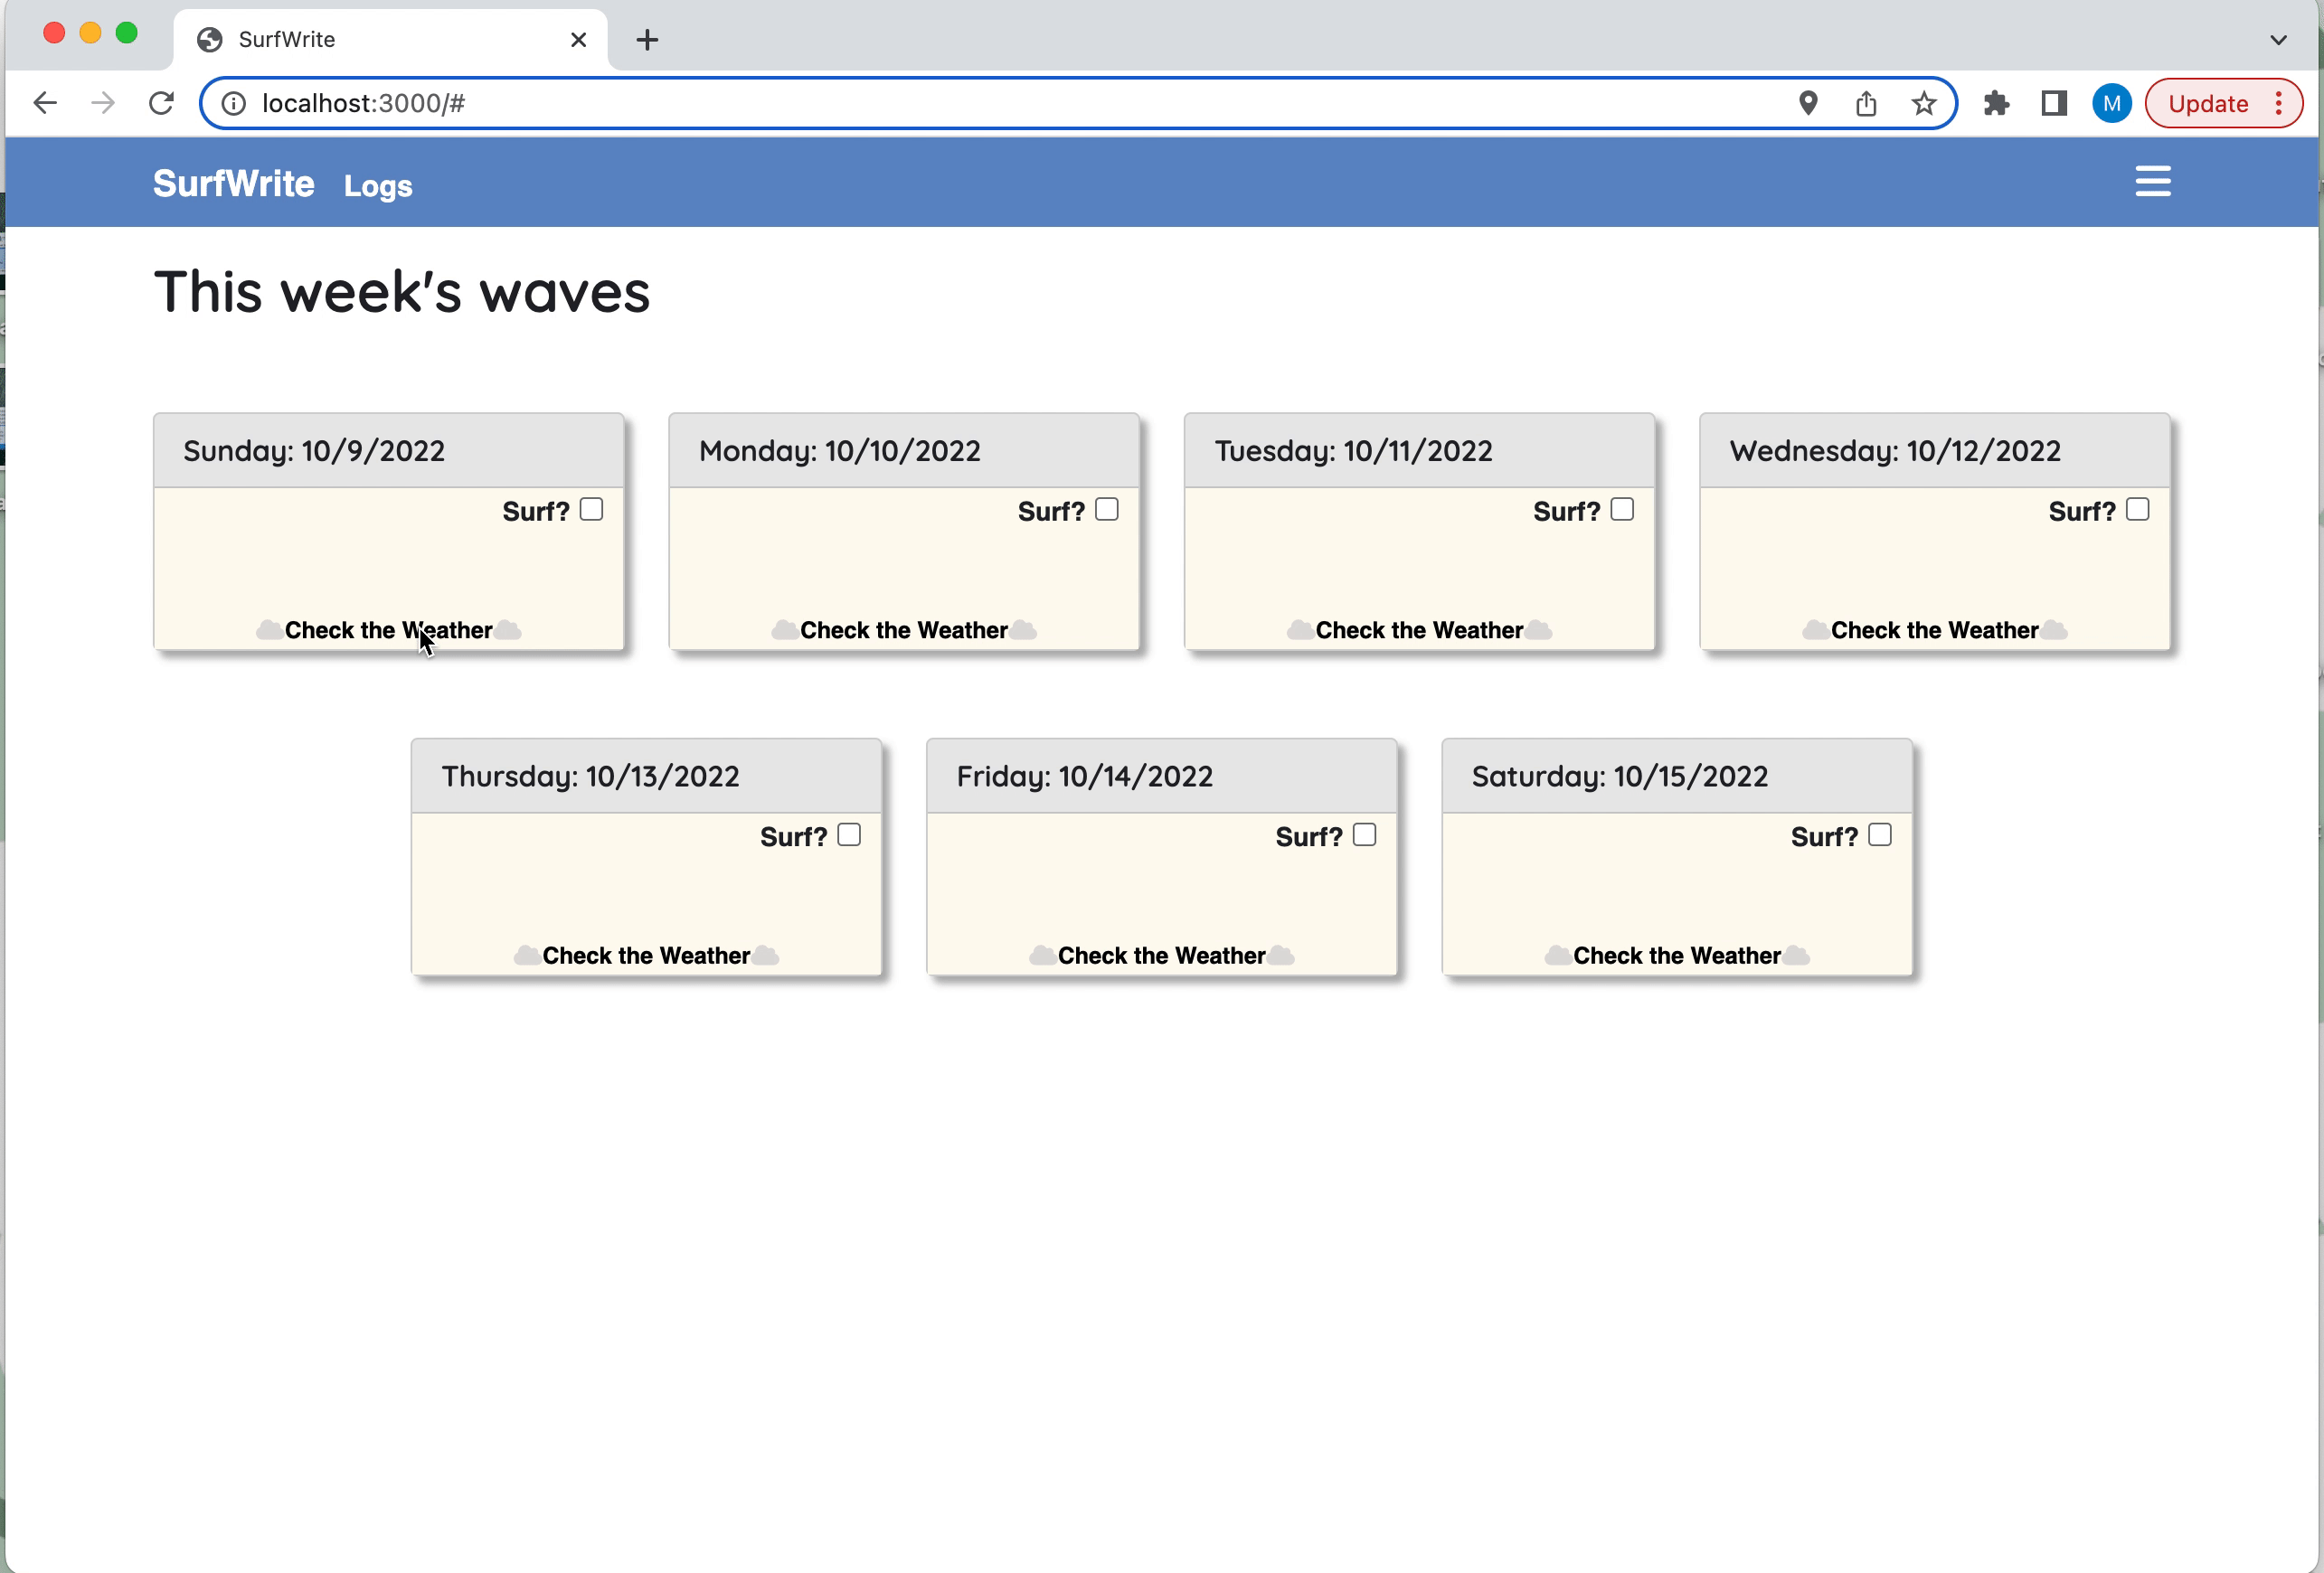 SurfWrite
localhost:3000/#
M
Update
SurfWrite Logs
This week's waves
Sunday: 10/9/2022
Surf?
Check the Weather
Monday: 10/10/2022
Surf?
Check the Weather
Tuesday: 10/11/2022
Surf?
Check the Weather
Wednesday: 10/12/2022
Surf?
Check the Weather
Thursday: 10/13/2022
Surf?
Check the Weather
Friday: 10/14/2022
Surf?
Check the Weather
Saturday: 10/15/2022
Surf?
Check the Weather